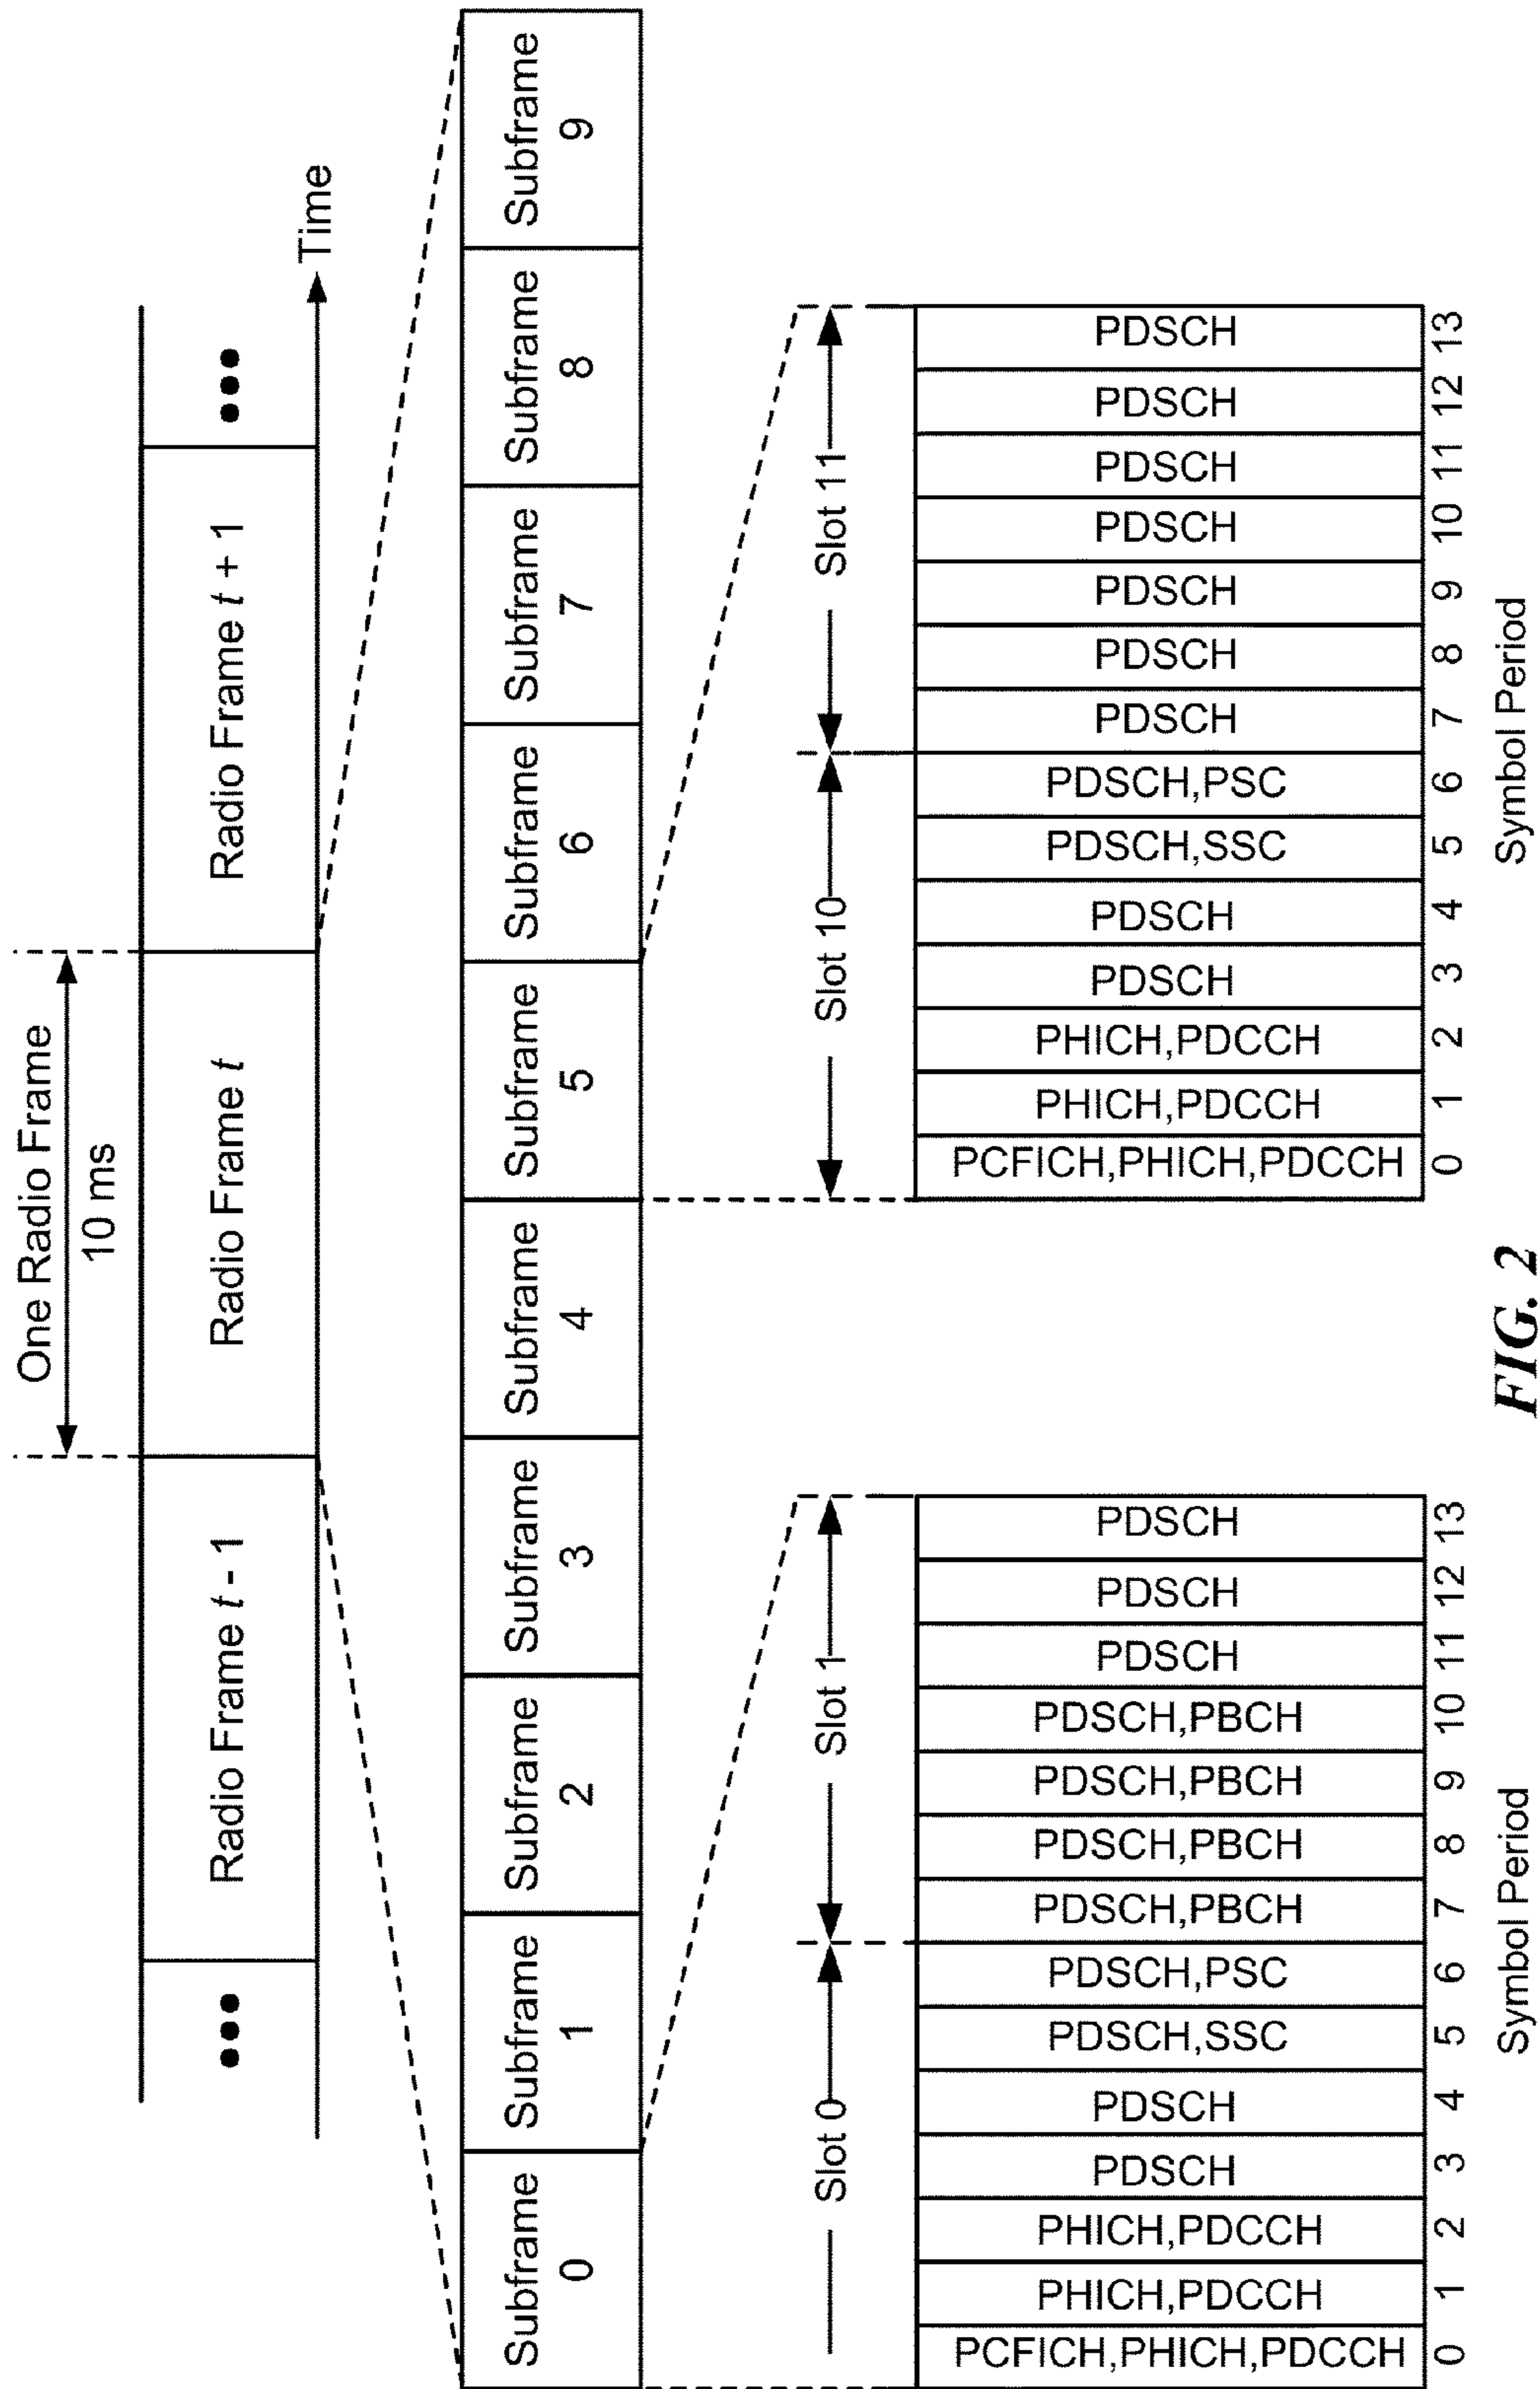 One Radio Frame
10 ms
•••
Radio Frame t - 1
Radio Frame t
Radio Frame t + 1
•••
Time
Subframe
0
Subframe
1
Subframe
2
Subframe
3
Subframe
4
Subframe
5
Subframe
6
Subframe
7
Subframe
8
Subframe
9
Slot 0
Slot 1
PCFICH,PHICH,PDCCH
PHICH,PDCCH
PHICH,PDCCH
PDSCH
PDSCH
PDSCH,SSC
PDSCH,PSC
PDSCH,PBCH
PDSCH,PBCH
PDSCH,PBCH
PDSCH,PBCH
PDSCH
PDSCH
PDSCH
0 1 2 3 4 5 6 7 8 9 10 11 12 13
Symbol Period
Slot 10
Slot 11
PCFICH,PHICH,PDCCH
PHICH,PDCCH
PHICH,PDCCH
PDSCH
PDSCH
PDSCH,SSC
PDSCH,PSC
PDSCH
PDSCH
PDSCH
PDSCH
PDSCH
PDSCH
PDSCH
0 1 2 3 4 5 6 7 8 9 10 11 12 13
Symbol Period
FIG. 2